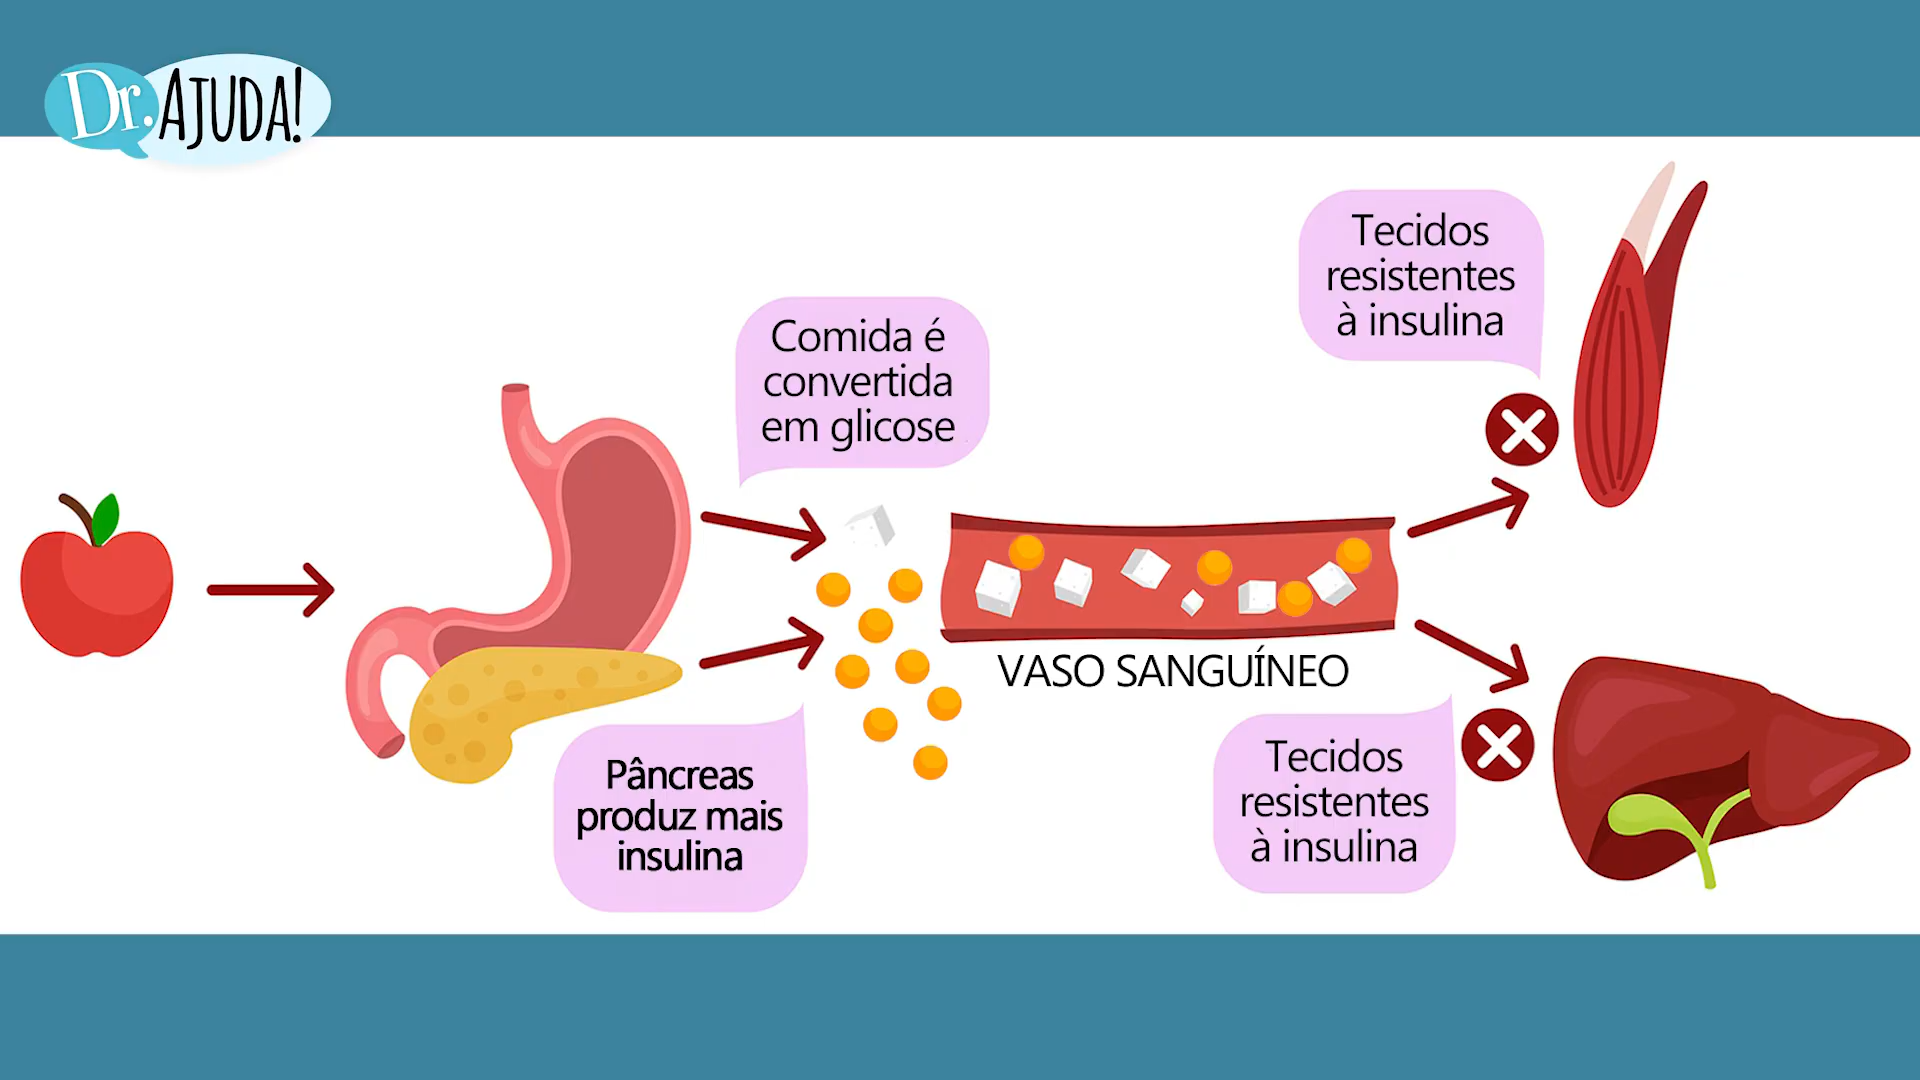 Dr. AJUDA!
Comida é
convertida
em glicose
Pâncreas
produz mais
insulina
VASO SANGUÍNEO
Tecidos
resistentes
à insulina
Tecidos
resistentes
à insulina